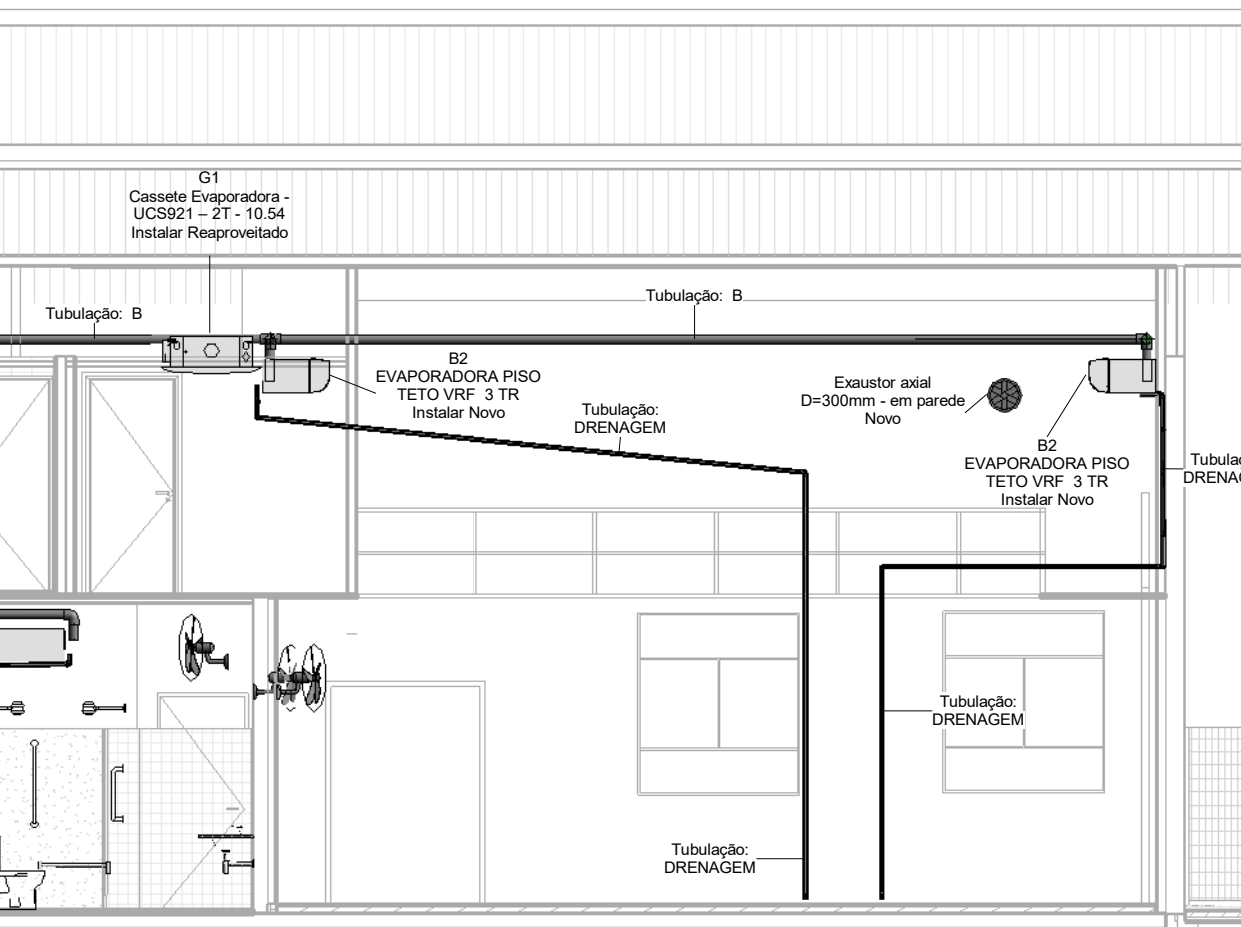 G1
Cassete Evaporadora -
UCS921 – 2T - 10.54
Instalar Reaproveitado
Tubulação: B
Tubulação: B
B2
EVAPORADORA PISO
TETO VRF 3 TR
Instalar Novo
Exaustor axial
D=300mm - em parede
Novo
Tubulação:
DRENAGEM
B2
EVAPORADORA PISO
TETO VRF 3 TR
Instalar Novo
Tubulaç
DRENAG
Tubulação:
DRENAGEM
Tubulação:
DRENAGEM